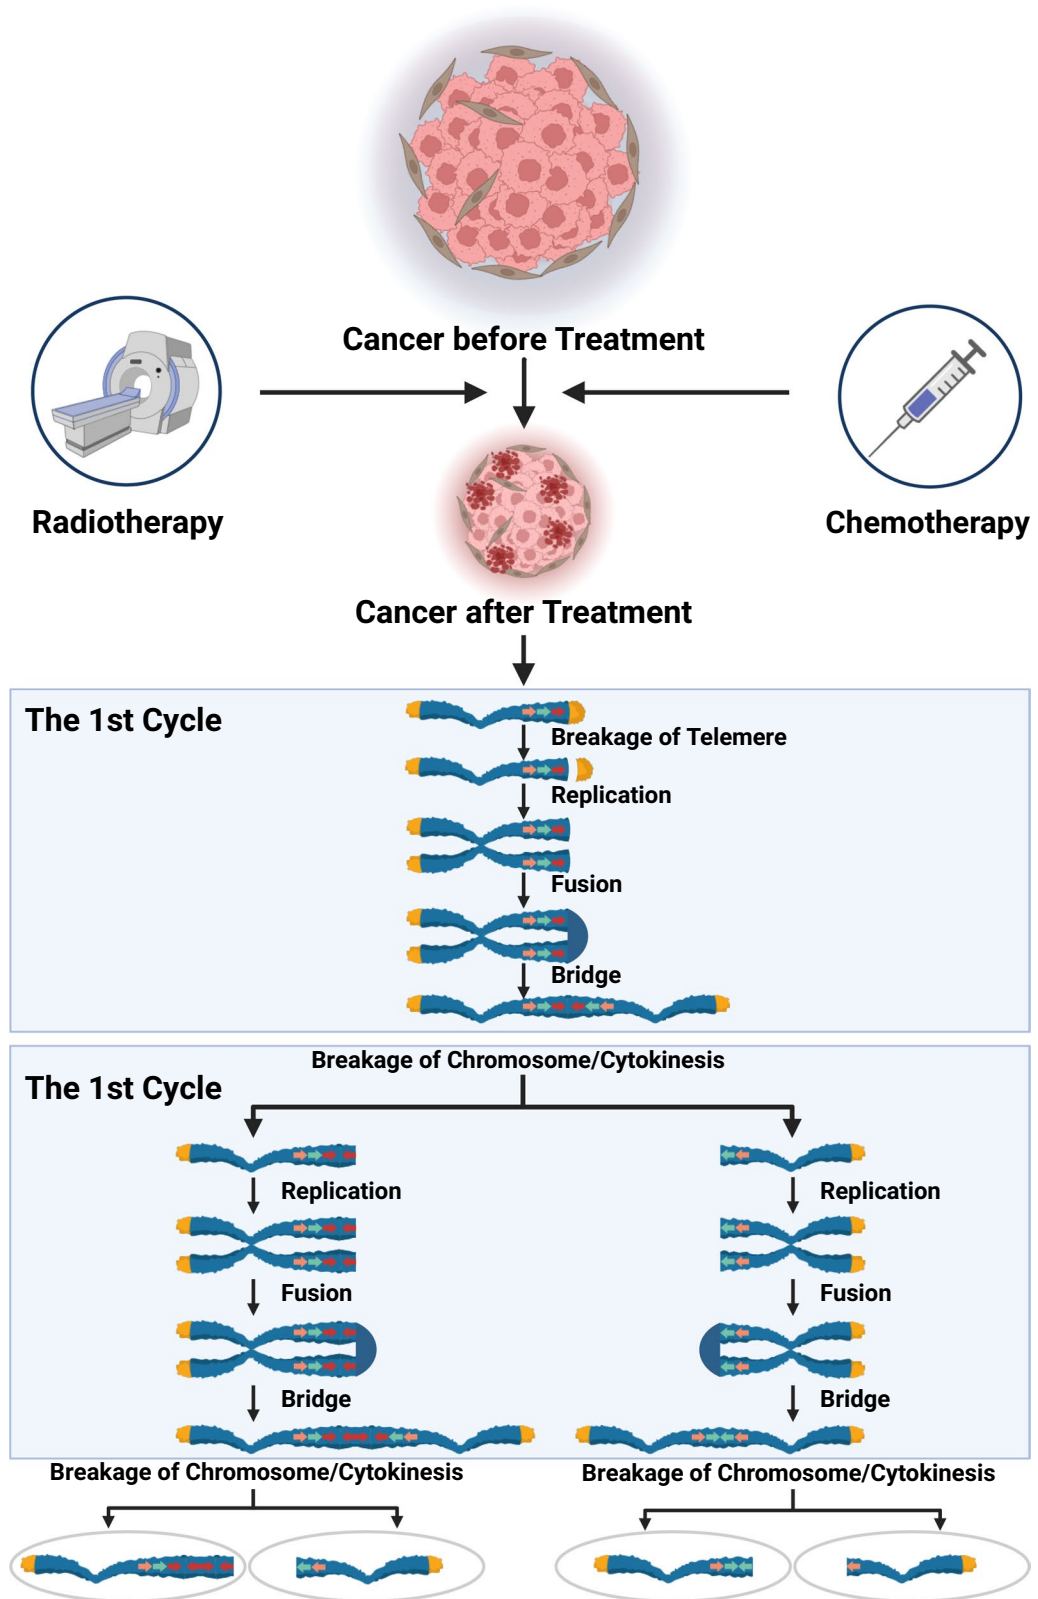 Cancer before Treatment
Radiotherapy
Chemotherapy
Cancer after Treatment
The 1st Cycle
Breakage of Telemere
Replication
Fusion
Bridge
Breakage of Chromosome/Cytokinesis
The 1st Cycle
Replication
Replication
Fusion
Fusion
Bridge
Bridge
Breakage of Chromosome/Cytokinesis
Breakage of Chromosome/Cytokinesis